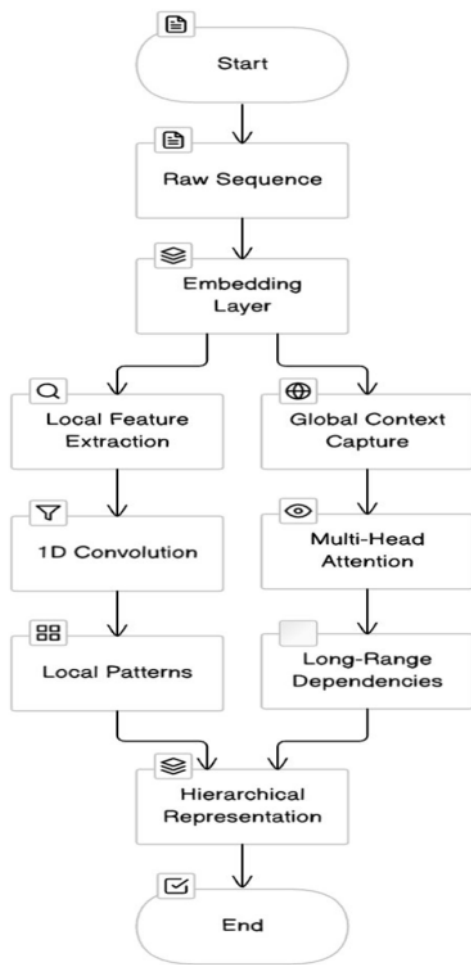 Start
Raw Sequence
Embedding
Layer
Local Feature
Extraction
Global Context
Capture
1D Convolution
Multi-Head
Attention
Local Patterns
Long-Range
Dependencies
Hierarchical
Representation
End